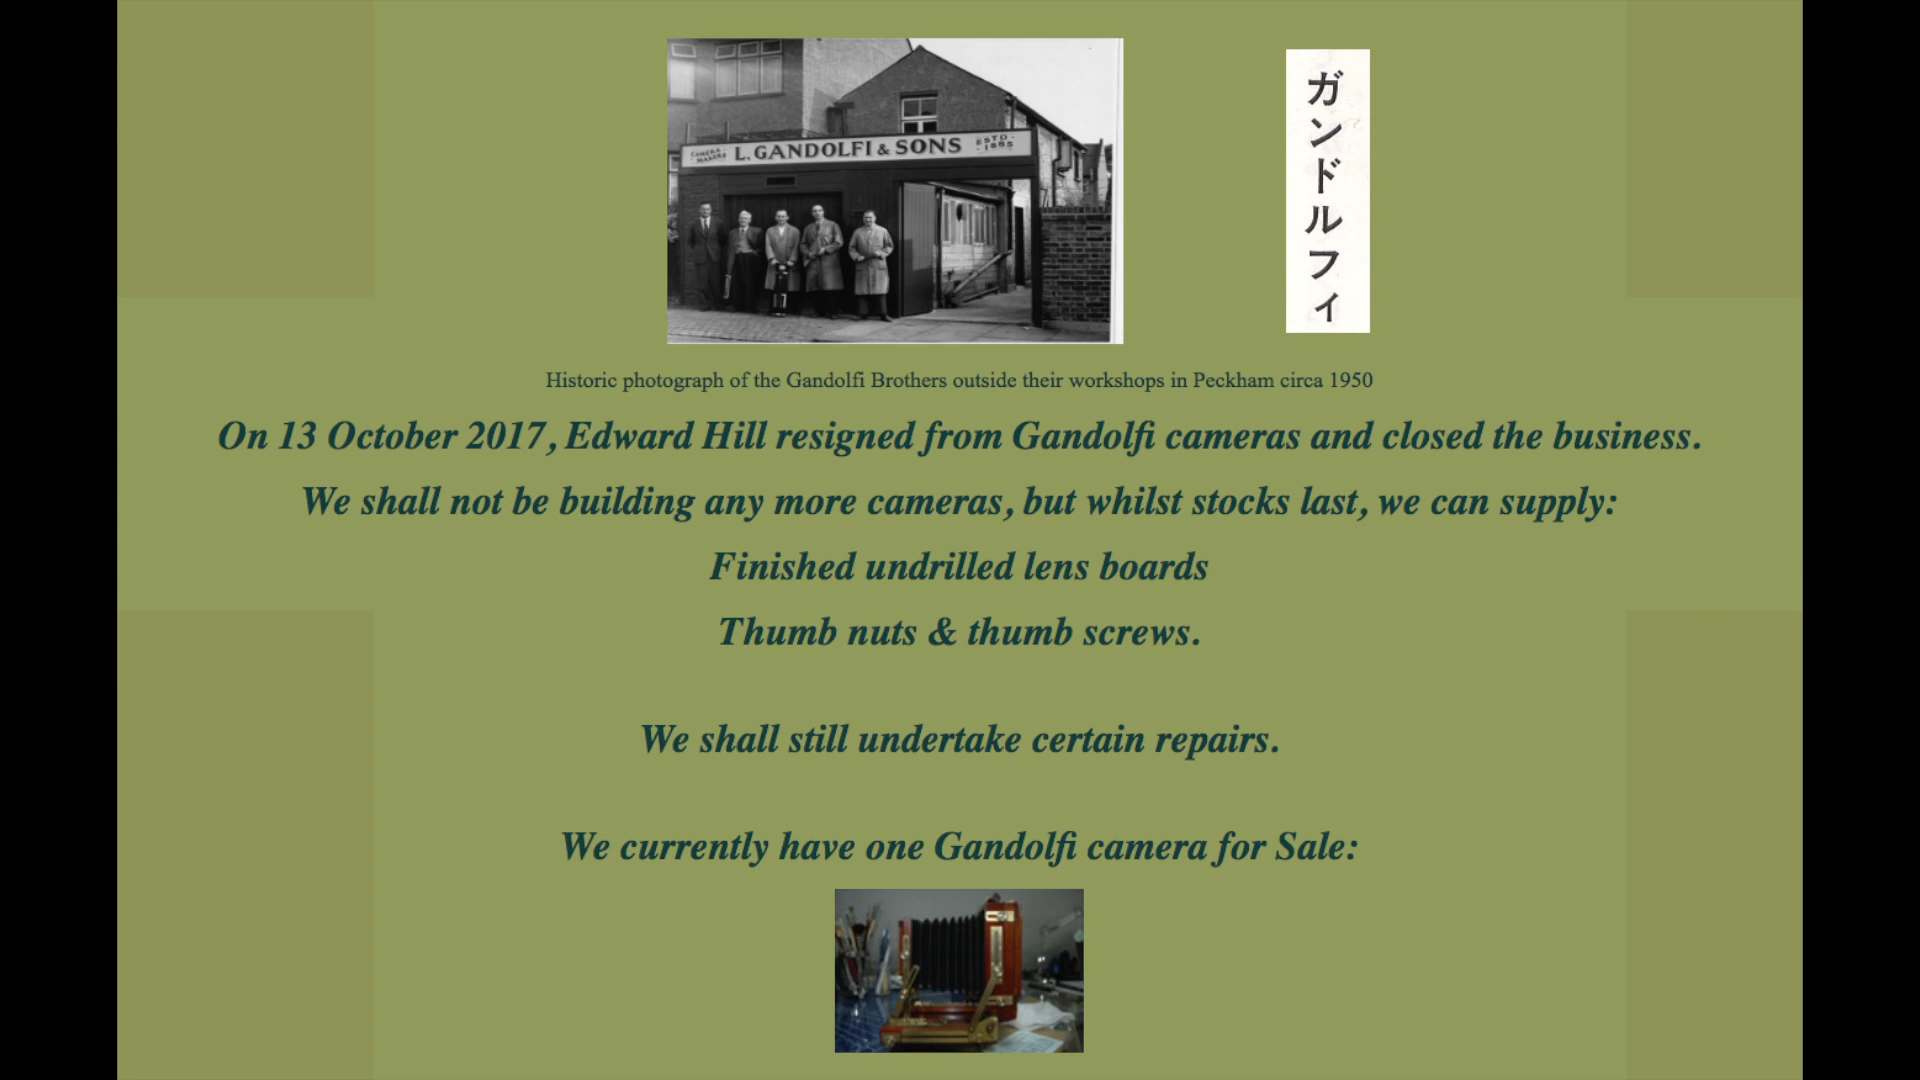 CAMERA MAKERS L. GANDOLFI & SONS ESTD. 1885
ガンドルフィ
Historic photograph of the Gandolfi Brothers outside their workshops in Peckham circa 1950
On 13 October 2017, Edward Hill resigned from Gandolfi cameras and closed the business.
We shall not be building any more cameras, but whilst stocks last, we can supply:
Finished undrilled lens boards
Thumb nuts & thumb screws.
We shall still undertake certain repairs.
We currently have one Gandolfi camera for Sale: